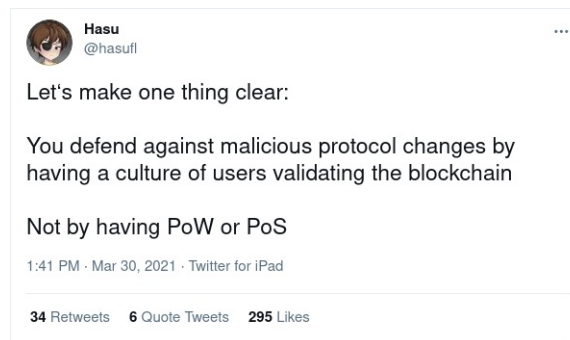 Hasu
@hasufl
Let‘s make one thing clear:
You defend against malicious protocol changes by
having a culture of users validating the blockchain
Not by having PoW or PoS
1:41 PM · Mar 30, 2021 · Twitter for iPad
34 Retweets 6 Quote Tweets 295 Likes